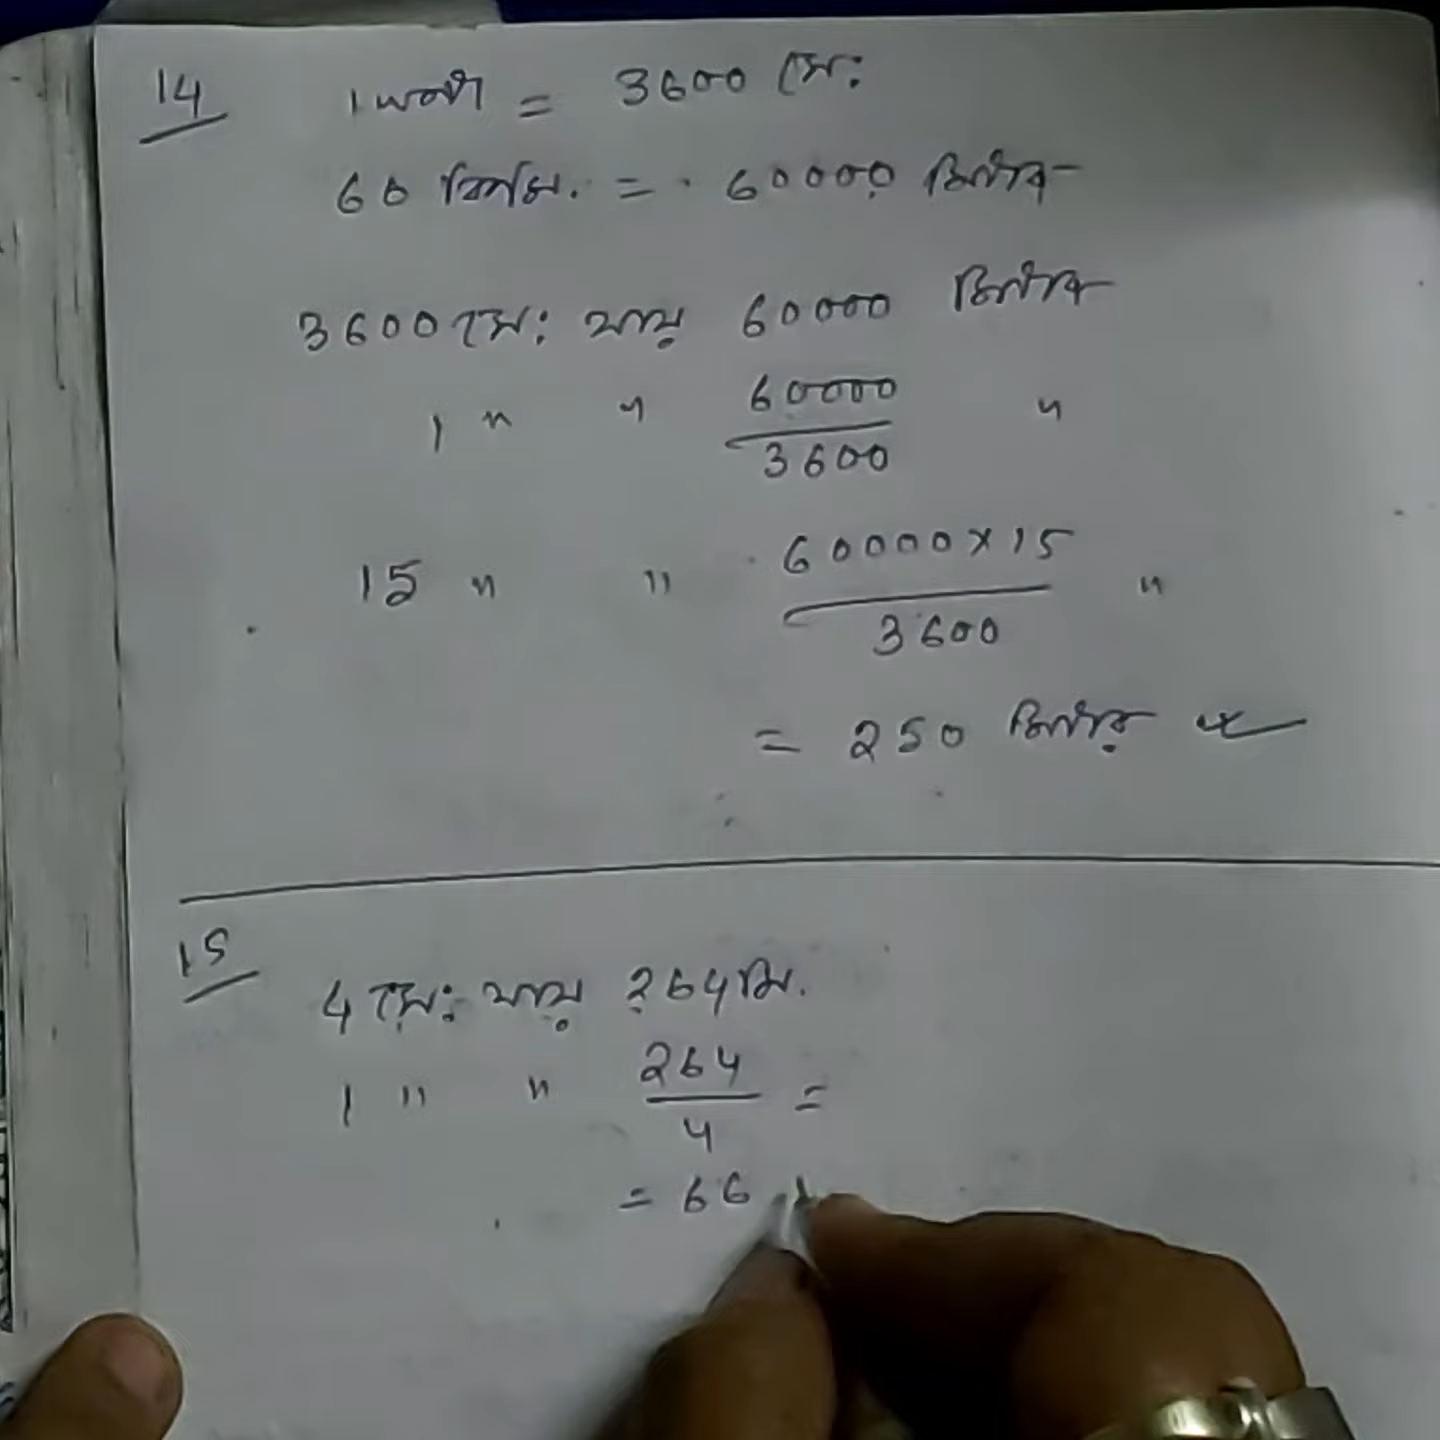 14
1 ঘন্টা = 3600 সে:
60 কিমি. = 60000 মিটার
3600 সে: যায় 60000 মিটার
1 " " 60000/3600 "
15 " " 60000×15/3600 "
= 250 মিটার
15
4 সে: যায় 264 মি.
1 " " 264/4 =
= 66